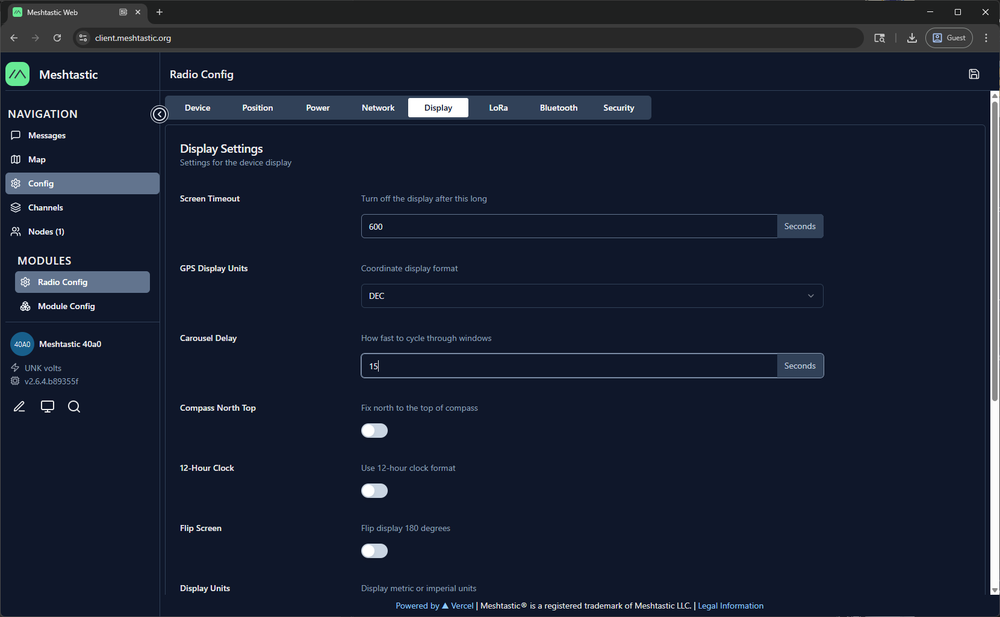 Meshtastic Web
client.meshtastic.org
Guest
Meshtastic
Radio Config
NAVIGATION
Messages
Map
Config
Channels
Nodes (1)
MODULES
Radio Config
Module Config
40A0
Meshtastic 40a0
UNK volts
v2.6.4.b89355f
Device
Position
Power
Network
Display
LoRa
Bluetooth
Security
Display Settings
Settings for the device display
Screen Timeout
Turn off the display after this long
600
Seconds
GPS Display Units
Coordinate display format
DEC
Carousel Delay
How fast to cycle through windows
15
Seconds
Compass North Top
Fix north to the top of compass
12-Hour Clock
Use 12-hour clock format
Flip Screen
Flip display 180 degrees
Display Units
Display metric or imperial units
Powered by ▲ Vercel | Meshtastic® is a registered trademark of Meshtastic LLC. | Legal Information